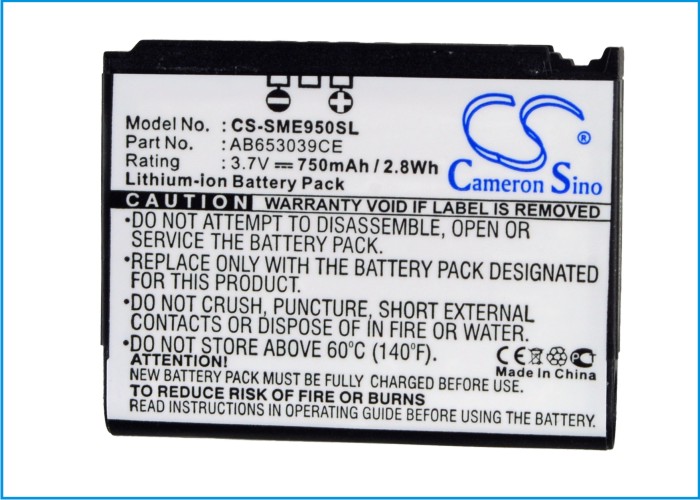 Model No.: CS-SME950SL
Part No.: AB653039CE
Rating : 3.7V 750mAh / 2.8Wh
Lithium-ion Battery Pack
CS ®
Cameron Sino
CAUTION WARRANTY VOID IF LABEL IS REMOVED
•DO NOT ATTEMPT TO DISASSEMBLE, OPEN OR
SERVICE THE BATTERY PACK.
•REPLACE ONLY WITH THE BATTERY PACK DESIGNATED FOR
THIS PRODUCT.
•DO NOT CRUSH, PUNCTURE, SHORT EXTERNAL
CONTACTS OR DISPOSE OF IN FIRE OR WATER.
•DO NOT STORE ABOVE 60°C (140°F).
CE
Made In China
ATTENTION!
NEW BATTERY PACK MUST BE FULLY CHARGED BEFORE USE
TO REDUCE RISK OF FIRE OR BURNS
READ INSTRUCTIONS IN OPERATING GUIDE BEFORE USE.